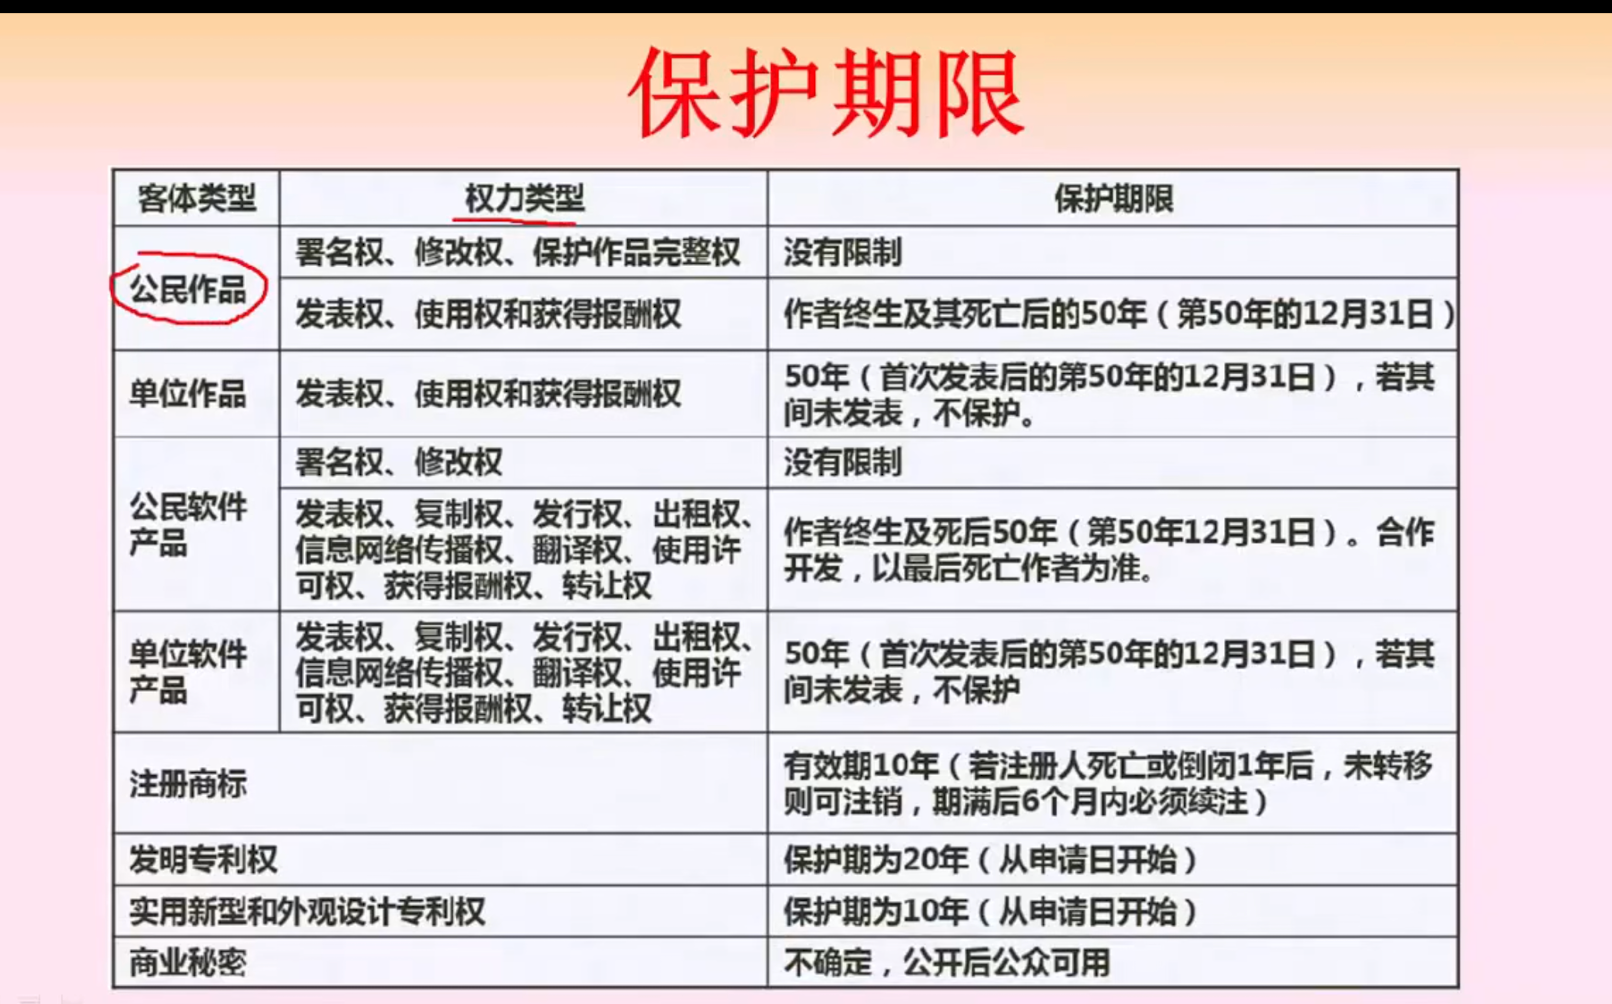 保护期限
客体类型 权力类型 保护期限
公民作品
署名权、修改权、保护作品完整权 没有限制
发表权、使用权和获得报酬权 作者终生及其死亡后的50年（第50年的12月31日）
单位作品 发表权、使用权和获得报酬权
50年（首次发表后的第50年的12月31日），若其
间未发表，不保护。
公民软件
产品
署名权、修改权 没有限制
发表权、复制权、发行权、出租权、
信息网络传播权、翻译权、使用许
可权、获得报酬权、转让权
作者终生及死后50年（第50年12月31日）。合作
开发，以最后死亡作者为准。
单位软件
产品
发表权、复制权、发行权、出租权、
信息网络传播权、翻译权、使用许
可权、获得报酬权、转让权
50年（首次发表后的第50年的12月31日），若其
间未发表，不保护
注册商标
有效期10年（若注册人死亡或倒闭1年后，未转移
则可注销，期满后6个月内必须续注）
发明专利权 保护期为20年（从申请日开始）
实用新型和外观设计专利权 保护期为10年（从申请日开始）
商业秘密 不确定，公开后公众可用